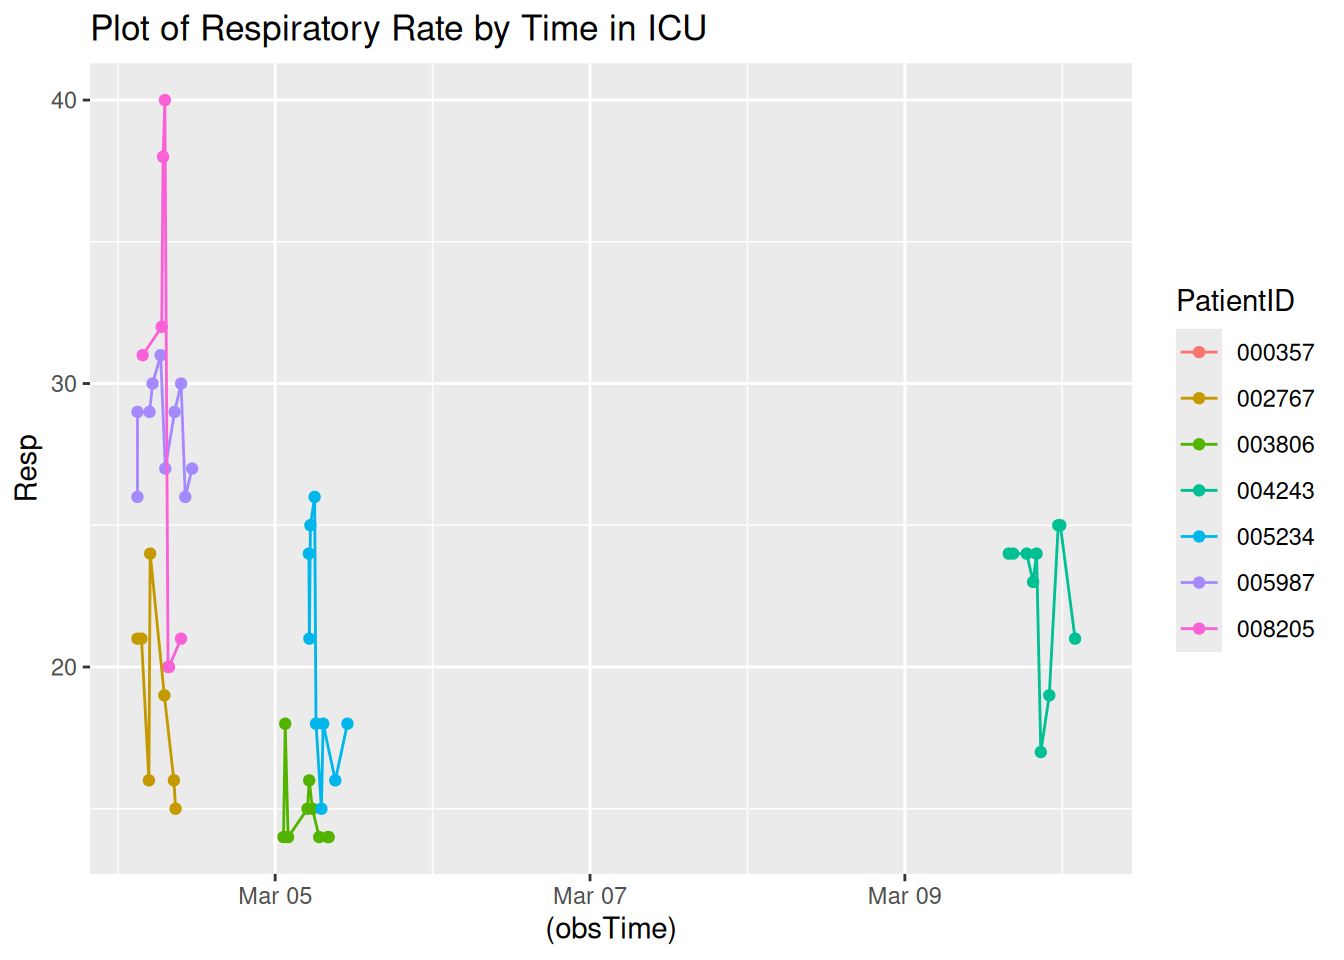 Plot of Respiratory Rate by Time in ICU
40
30
20
Resp
Mar 05
Mar 07
Mar 09
(obsTime)
PatientID
000357
002767
003806
004243
005234
005987
008205